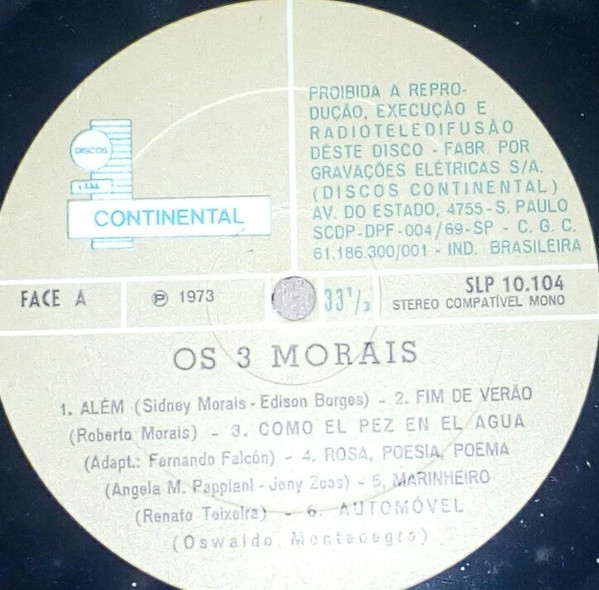 PROIBIDA A REPRO-
DUÇÃO, EXECUÇÃO E
RADIOTELEDIFUSÃO
DÊSTE DISCO - FABR. POR
GRAVAÇÕES ELÉTRICAS S/A.
(DISCOS CONTINENTAL)
AV. DO ESTADO, 4755 - S. PAULO
SCDP-DPF-004/69-SP - C. G. C.
61.186.300/001 - IND. BRASILEIRA
DISCOS
CONTINENTAL
FACE A
℗ 1973
33 1/3
SLP 10.104
STEREO COMPATÍVEL MONO
OS 3 MORAIS
1. ALÉM (Sidney Morais - Edison Borges) - 2. FIM DE VERÃO
(Roberto Morais) - 3. COMO EL PEZ EN EL AGUA
(Adapt.: Fernando Falcón) - 4. ROSA, POESIA, POEMA
(Angela M. Pappiani - Jony Zoos) - 5. MARINHEIRO
(Renato Teixeira) - 6. AUTOMÓVEL
(Oswaldo Montenegro)